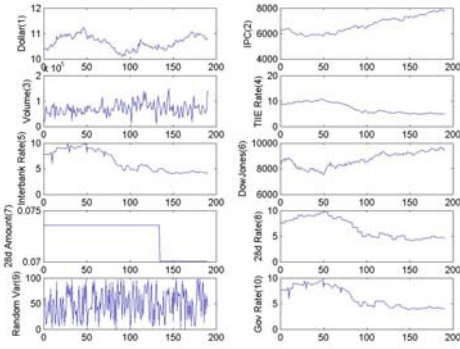 Dollar(1)
12
11
10
0 50 100 150 200
IPC(2)
8000
6000
4000
0 50 100 150 200
x 10^5
Volume(3)
2
1
0
0 50 100 150 200
TIIE Rate(4)
20
10
0
0 50 100 150 200
Interbank Rate(5)
10
5
0
0 50 100 150 200
DowJones(6)
10000
8000
6000
0 50 100 150 200
28d Amount(7)
0.075
0.07
0 50 100 150 200
28d Rate(8)
10
5
0
0 50 100 150 200
Random Var(9)
100
50
0
0 50 100 150 200
Gov Rate(10)
10
5
0
0 50 100 150 200